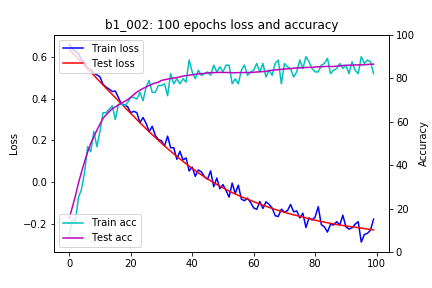 b1_002: 100 epochs loss and accuracy
Train loss
Test loss
Train acc
Test acc
Loss
Accuracy
0.6
0.4
0.2
0.0
−0.2
100
80
60
40
20
0
0 20 40 60 80 100